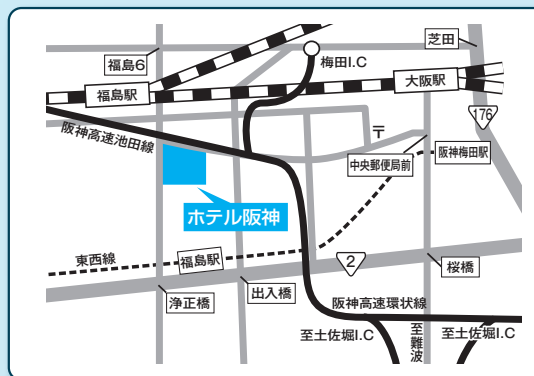 芝田
福島6
梅田I.C
大阪駅
福島駅
176
阪神高速池田線
〒
中央郵便局前
阪神梅田駅
ホテル阪神
東西線
福島駅
2
桜橋
浄正橋
出入橋
阪神高速環状線
至土佐堀I.C
至難波
至土佐堀I.C